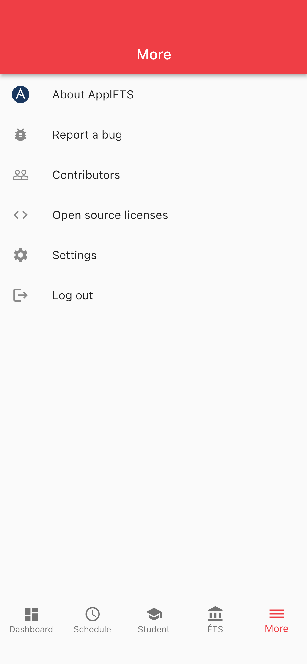 More
About ApplETS
Report a bug
Contributors
Open source licenses
Settings
Log out
Dashboard Schedule Student ÉTS More